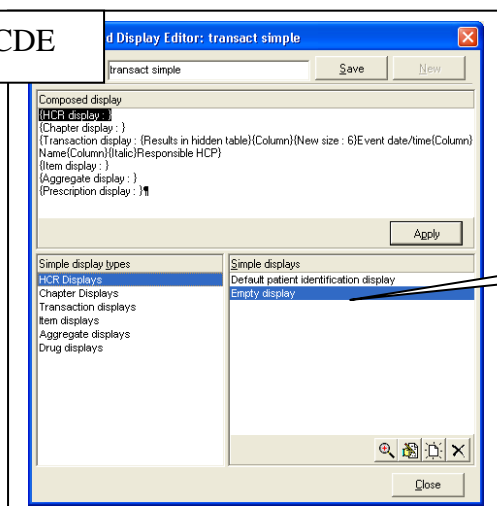 CDE
d Display Editor: transact simple
transact simple
Save
New
Composed display
{HCR display : }
{Chapter display : }
{Transaction display : {Results in hidden table}{Column}{New size : 6}Event date/time{Column}
Name{Column}{Italic}Responsible HCP}
{Item display : }
{Aggregate display : }
{Prescription display : }¶
Apply
Simple display types
HCR Displays
Chapter Displays
Transaction displays
Item displays
Aggregate displays
Drug displays
Simple displays
Default patient identification display
Empty display
Close